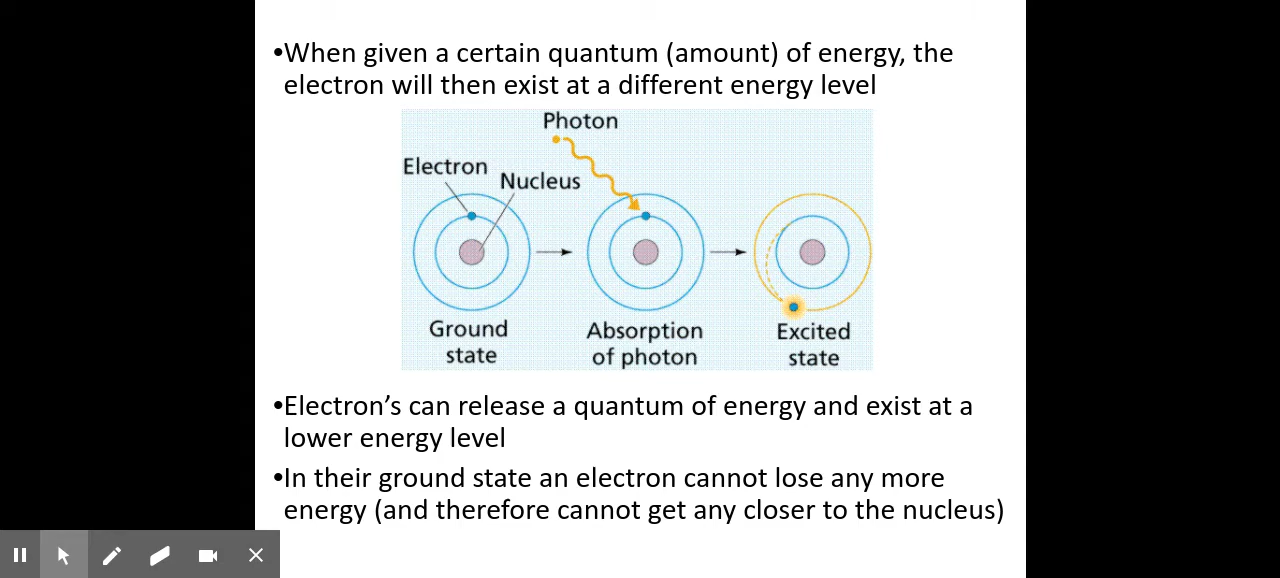 •When given a certain quantum (amount) of energy, the
electron will then exist at a different energy level
Photon
Electron
Nucleus
Ground
state
Absorption
of photon
Excited
state
•Electron’s can release a quantum of energy and exist at a
lower energy level
•In their ground state an electron cannot lose any more
energy (and therefore cannot get any closer to the nucleus)